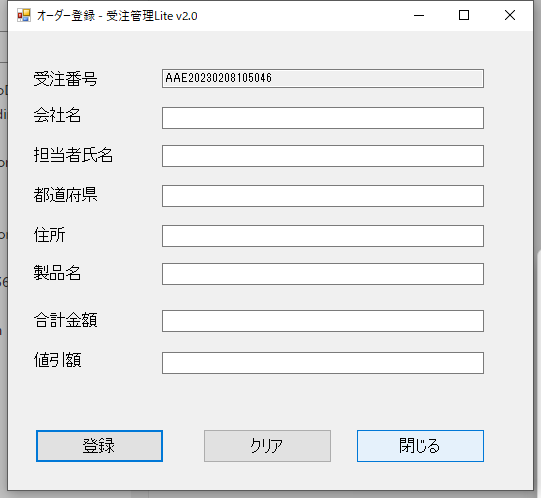 オーダー登録 - 受注管理Lite v2.0
受注番号 AAE20230208105046
会社名
担当者氏名
都道府県
住所
製品名
合計金額
値引額
登録 クリア 閉じる